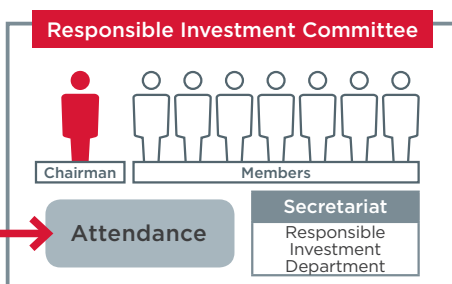 Responsible Investment Committee
Chairman
Members
Attendance
Secretariat
Responsible
Investment
Department